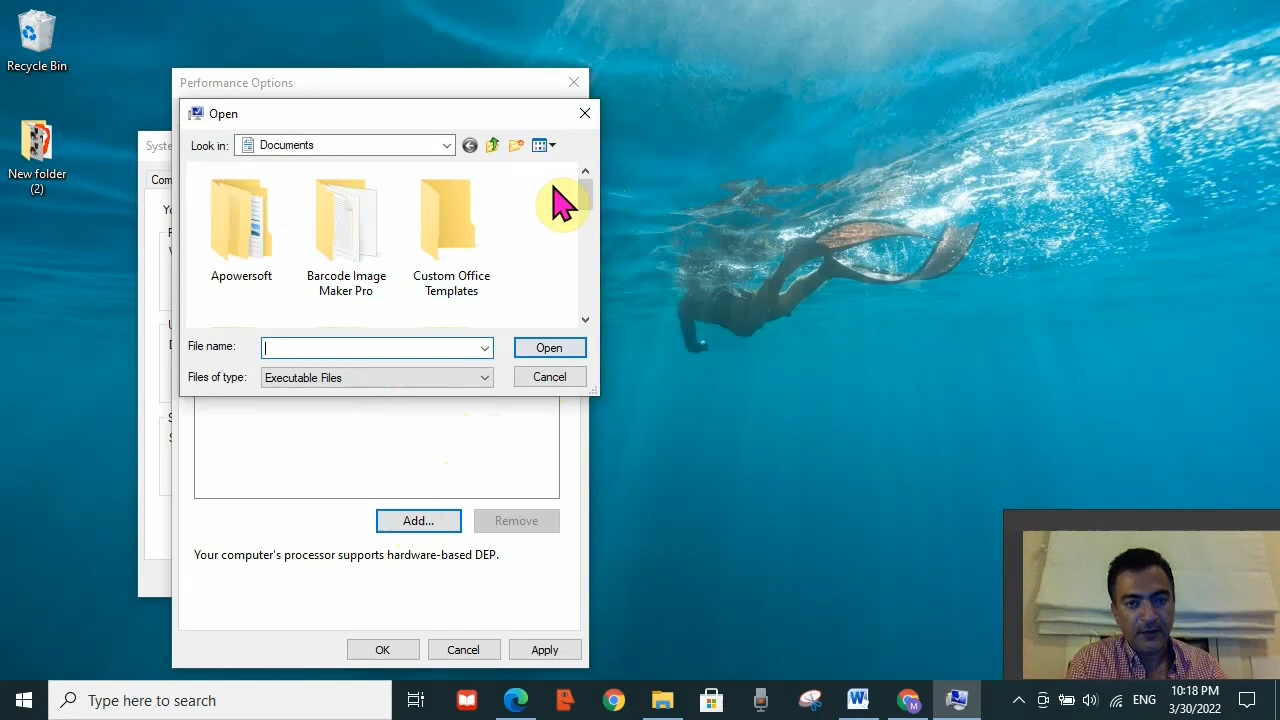 Recycle Bin
New folder
(2)
Performance Options
Open
Syste
Com
Look in:
Documents
Apowersoft
Barcode Image
Maker Pro
Custom Office
Templates
File name:
Open
Files of type:
Executable Files
Cancel
Add...
Remove
Your computer's processor supports hardware-based DEP.
OK
Cancel
Apply
Type here to search
ENG
10:18 PM
3/30/2022